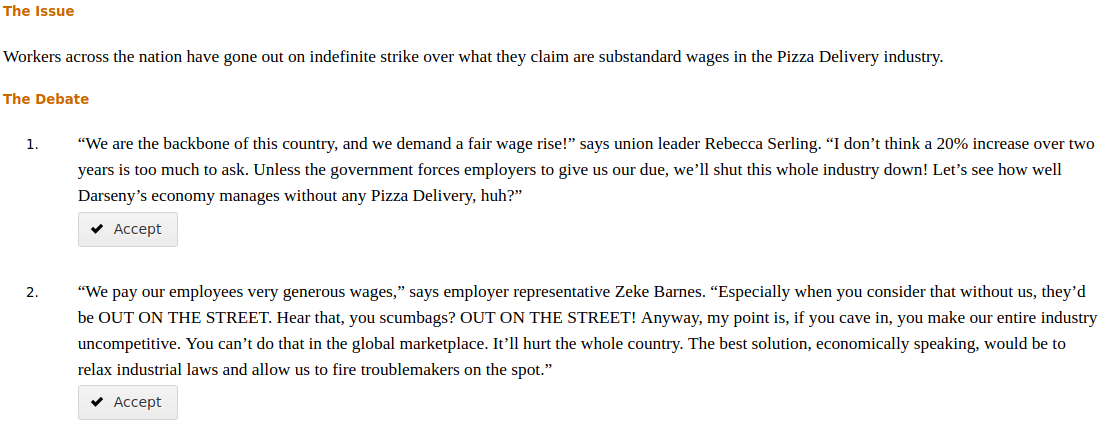 The Issue
Workers across the nation have gone out on indefinite strike over what they claim are substandard wages in the Pizza Delivery industry.
The Debate
1. “We are the backbone of this country, and we demand a fair wage rise!” says union leader Rebecca Serling. “I don’t think a 20% increase over two
years is too much to ask. Unless the government forces employers to give us our due, we’ll shut this whole industry down! Let’s see how well
Darseny’s economy manages without any Pizza Delivery, huh?”
Accept
2. “We pay our employees very generous wages,” says employer representative Zeke Barnes. “Especially when you consider that without us, they’d
be OUT ON THE STREET. Hear that, you scumbags? OUT ON THE STREET! Anyway, my point is, if you cave in, you make our entire industry
uncompetitive. You can’t do that in the global marketplace. It’ll hurt the whole country. The best solution, economically speaking, would be to
relax industrial laws and allow us to fire troublemakers on the spot.”
Accept